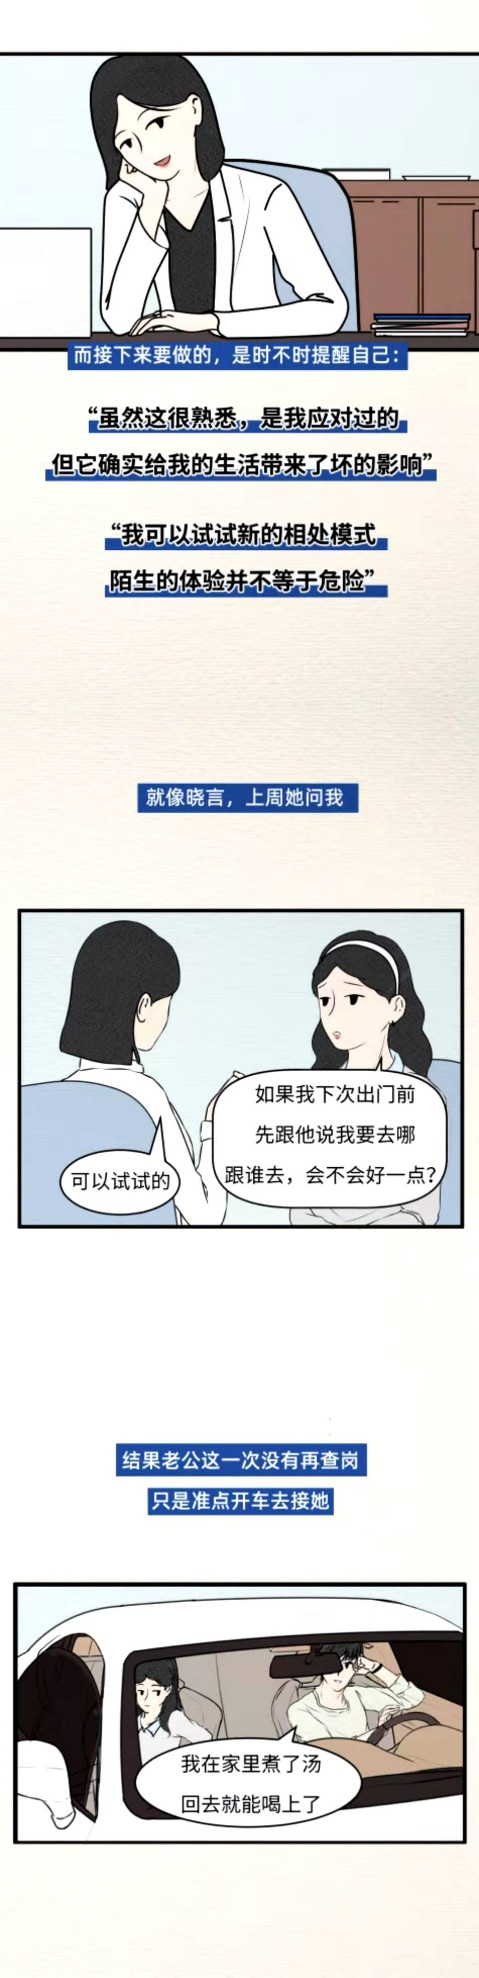 而接下来要做的，是时不时提醒自己：
“虽然这很熟悉，是我应对过的
但它确实给我的生活带来了坏的影响”
“我可以试试新的相处模式
陌生的体验并不等于危险”
就像晓言，上周她问我
如果我下次出门前
先跟他说我要去哪
跟谁去，会不会好一点？
可以试试的
结果老公这一次没有再查岗
只是准点开车去接她
我在家里煮了汤
回去就能喝上了